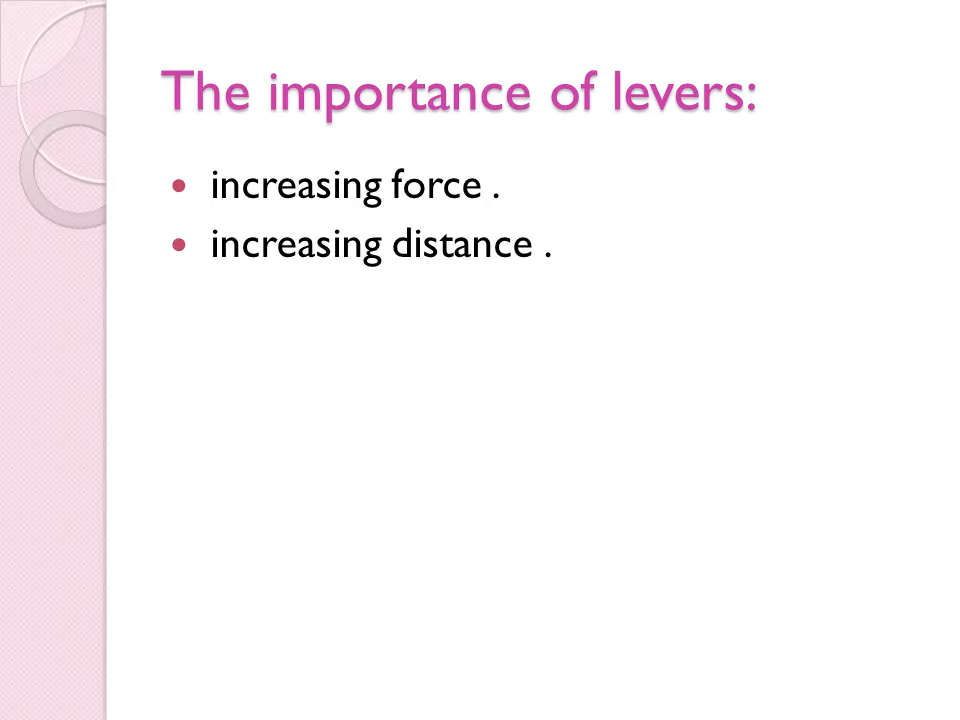 The importance of levers:
• increasing force .
• increasing distance .